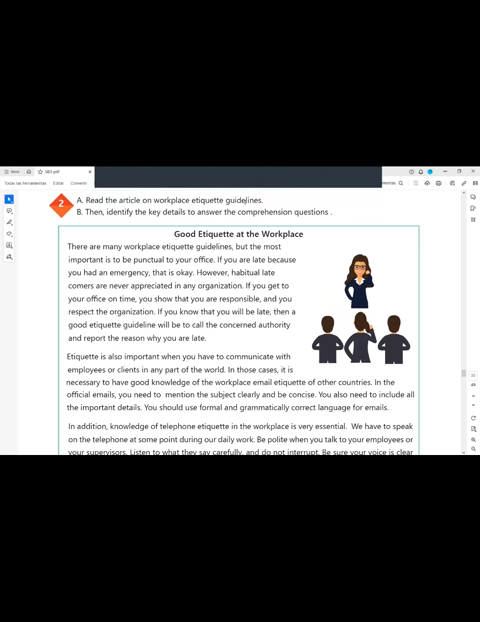 Menú
SB3.pdf
Todas las herramientas Editar Convertir
2
A. Read the article on workplace etiquette guidelines.
B. Then, identify the key details to answer the comprehension questions .
Good Etiquette at the Workplace
There are many workplace etiquette guidelines, but the most
important is to be punctual to your office. If you are late because
you had an emergency, that is okay. However, habitual late
comers are never appreciated in any organization. If you get to
your office on time, you show that you are responsible, and you
respect the organization. If you know that you will be late, then a
good etiquette guideline will be to call the concerned authority
and report the reason why you are late.
Etiquette is also important when you have to communicate with
employees or clients in any part of the world. In those cases, it is
necessary to have good knowledge of the workplace email etiquette of other countries. In the
official emails, you need to mention the subject clearly and be concise. You also need to include all
the important details. You should use formal and grammatically correct language for emails.
In addition, knowledge of telephone etiquette in the workplace is very essential. We have to speak
on the telephone at some point during our daily work. Be polite when you talk to your employees or
your supervisors. Listen to what they say carefully, and do not interrupt. Be sure your voice is clear